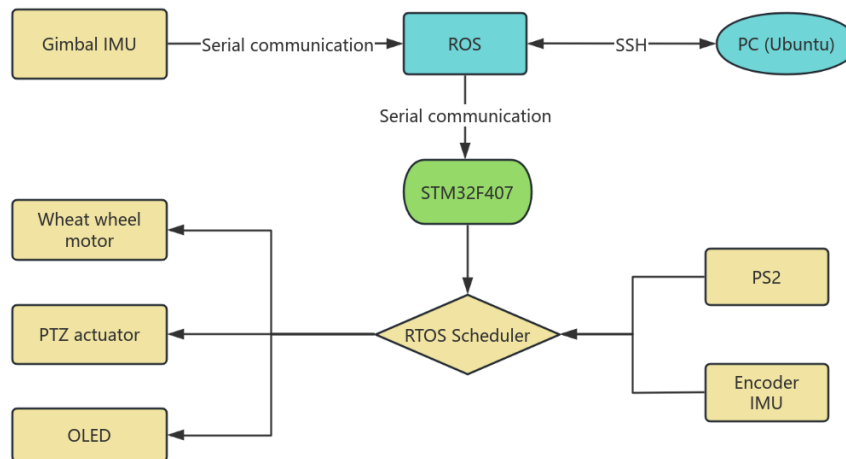 Gimbal IMU
Serial communication
ROS
SSH
PC (Ubuntu)
Serial communication
STM32F407
Wheat wheel
motor
PS2
PTZ actuator
RTOS Scheduler
Encoder
IMU
OLED